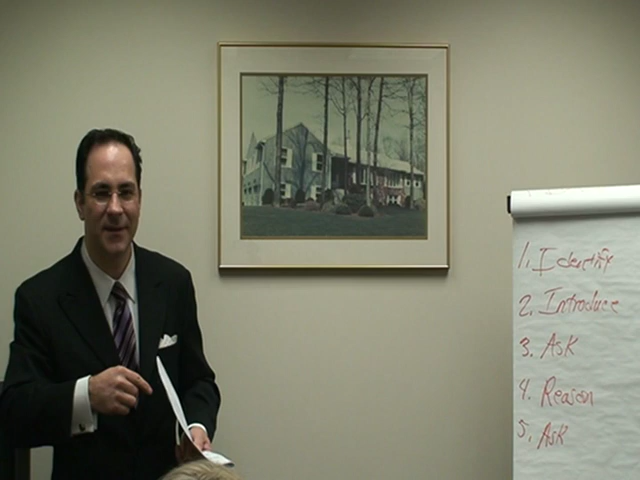 1. Identify
2. Introduce
3. Ask
4. Reason
5. Ask